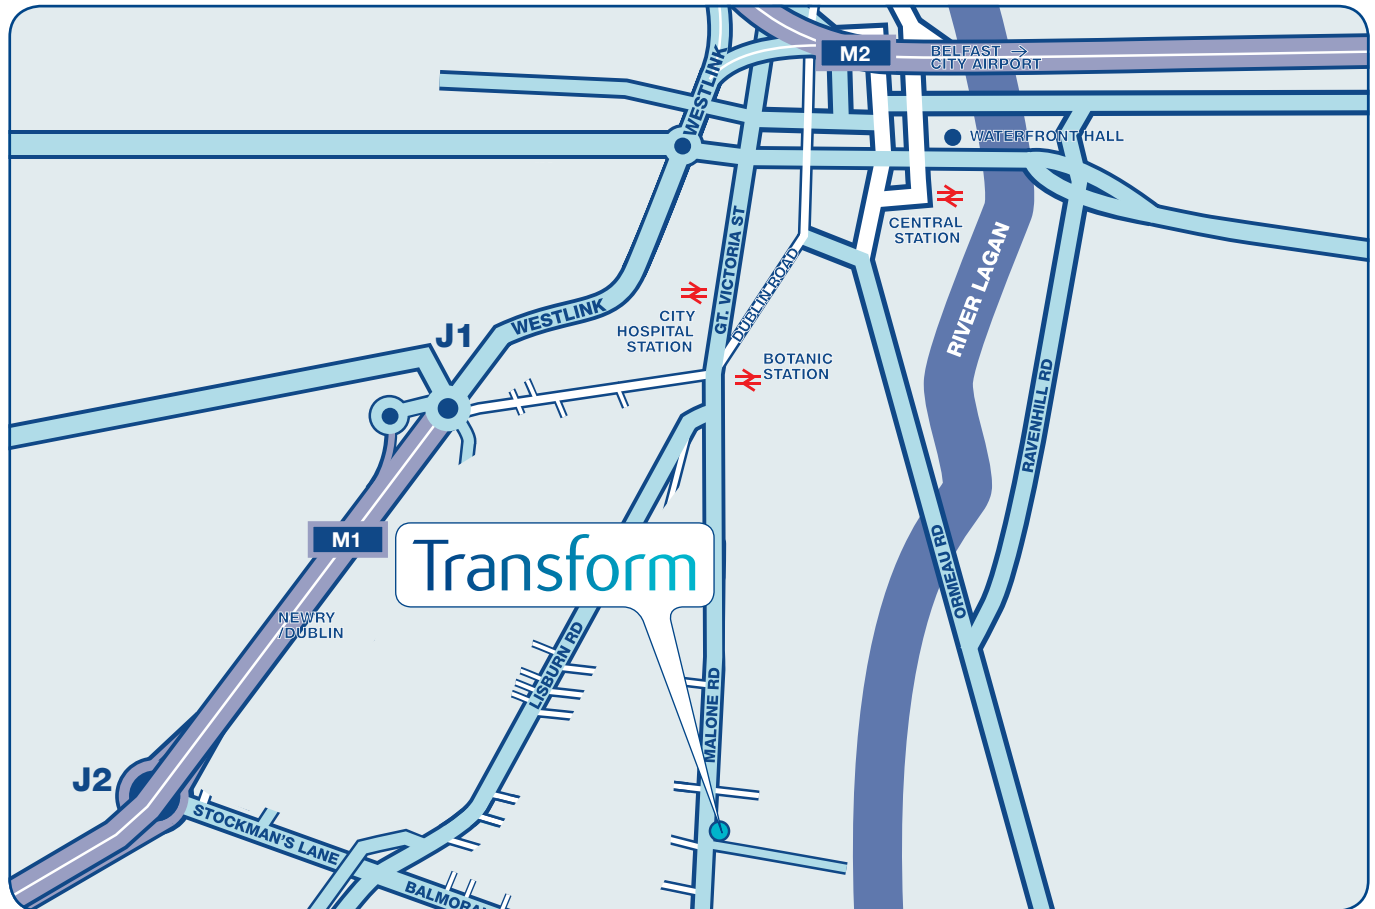 M2
BELFAST →
CITY AIRPORT
WESTLINK
WATERFRONT HALL
CENTRAL
STATION
GT. VICTORIA ST
DUBLIN ROAD
RIVER LAGAN
CITY
HOSPITAL
STATION
WESTLINK
J1
BOTANIC
STATION
RAVENHILL RD
M1
Transform
ORMEAU RD
NEWRY
/DUBLIN
LISBURN RD
MALONE RD
J2
STOCKMAN'S LANE
BALMORA